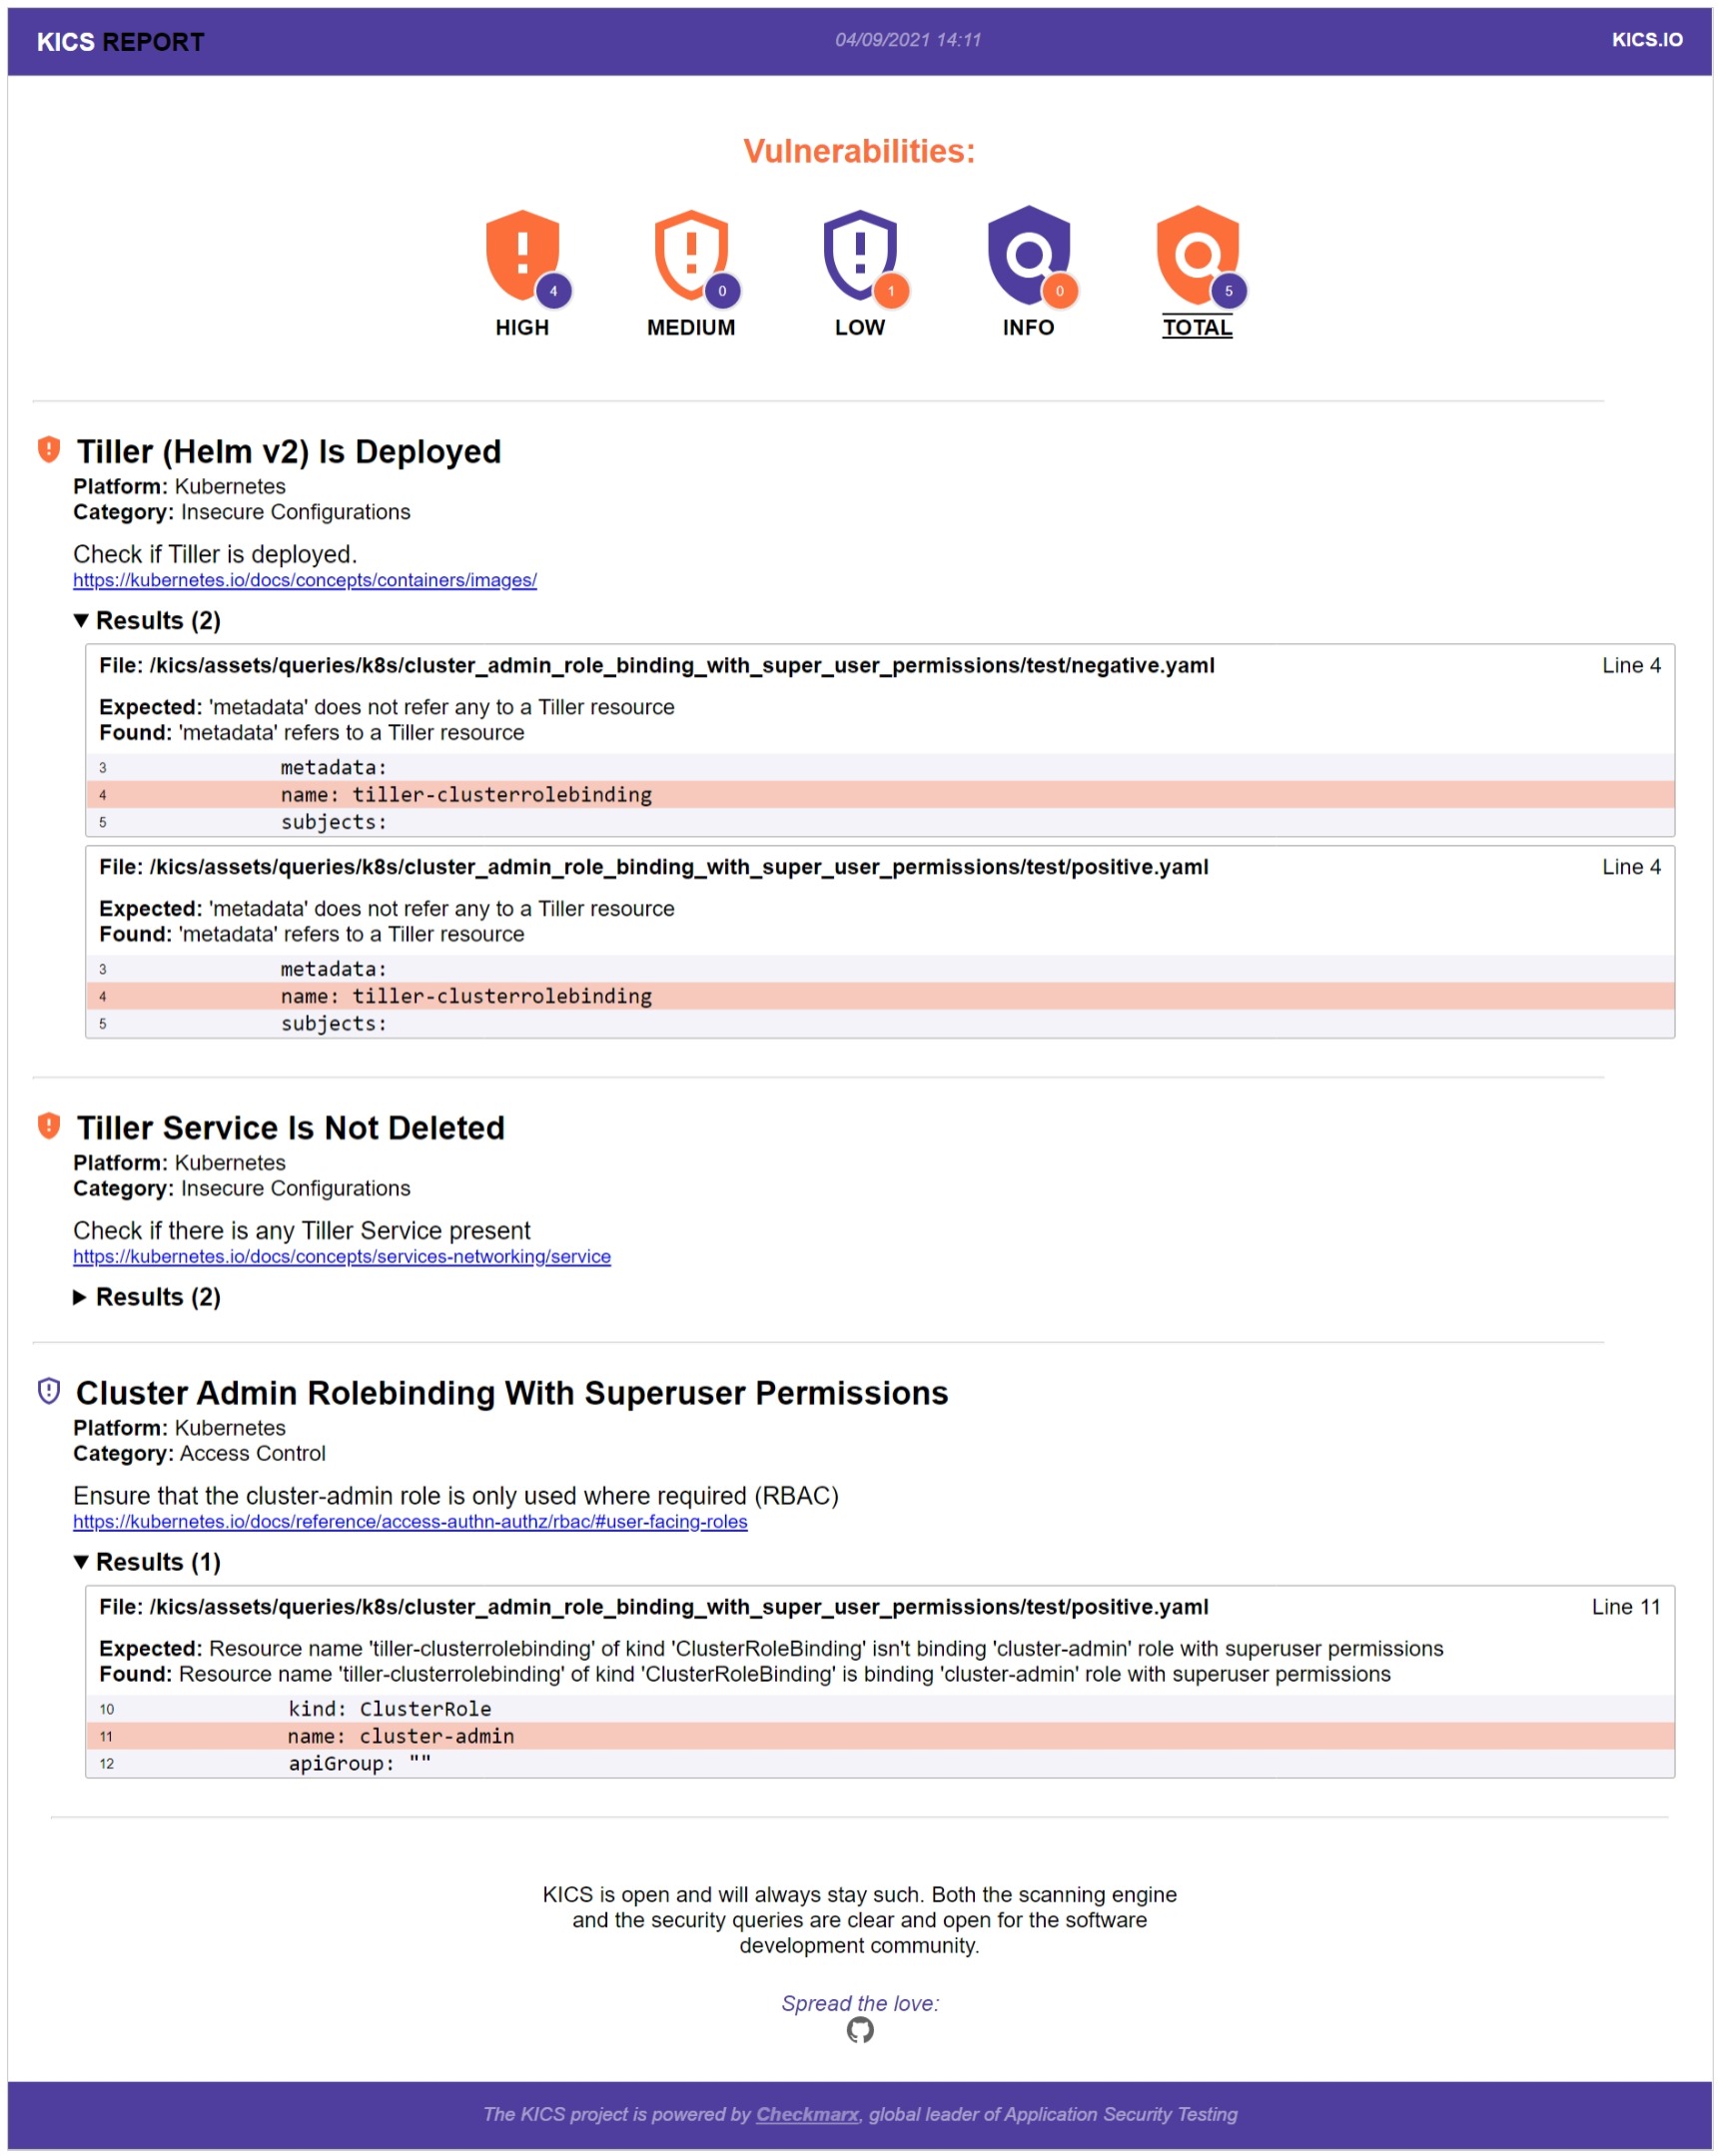 KICS REPORT
04/09/2021 14:11
KICS.IO
Vulnerabilities:
4
0
1
0
5
HIGH
MEDIUM
LOW
INFO
TOTAL
Tiller (Helm v2) Is Deployed
Platform: Kubernetes
Category: Insecure Configurations
Check if Tiller is deployed.
https://kubernetes.io/docs/concepts/containers/images/
▼ Results (2)
File: /kics/assets/queries/k8s/cluster_admin_role_binding_with_super_user_permissions/test/negative.yaml Line 4
Expected: 'metadata' does not refer any to a Tiller resource
Found: 'metadata' refers to a Tiller resource
3 metadata:
4 name: tiller-clusterrolebinding
5 subjects:
File: /kics/assets/queries/k8s/cluster_admin_role_binding_with_super_user_permissions/test/positive.yaml Line 4
Expected: 'metadata' does not refer any to a Tiller resource
Found: 'metadata' refers to a Tiller resource
3 metadata:
4 name: tiller-clusterrolebinding
5 subjects:
Tiller Service Is Not Deleted
Platform: Kubernetes
Category: Insecure Configurations
Check if there is any Tiller Service present
https://kubernetes.io/docs/concepts/services-networking/service
▶ Results (2)
Cluster Admin Rolebinding With Superuser Permissions
Platform: Kubernetes
Category: Access Control
Ensure that the cluster-admin role is only used where required (RBAC)
https://kubernetes.io/docs/reference/access-authn-authz/rbac/#user-facing-roles
▼ Results (1)
File: /kics/assets/queries/k8s/cluster_admin_role_binding_with_super_user_permissions/test/positive.yaml Line 11
Expected: Resource name 'tiller-clusterrolebinding' of kind 'ClusterRoleBinding' isn't binding 'cluster-admin' role with superuser permissions
Found: Resource name 'tiller-clusterrolebinding' of kind 'ClusterRoleBinding' is binding 'cluster-admin' role with superuser permissions
10 kind: ClusterRole
11 name: cluster-admin
12 apiGroup: ""
KICS is open and will always stay such. Both the scanning engine
and the security queries are clear and open for the software
development community.
Spread the love:
The KICS project is powered by Checkmarx, global leader of Application Security Testing